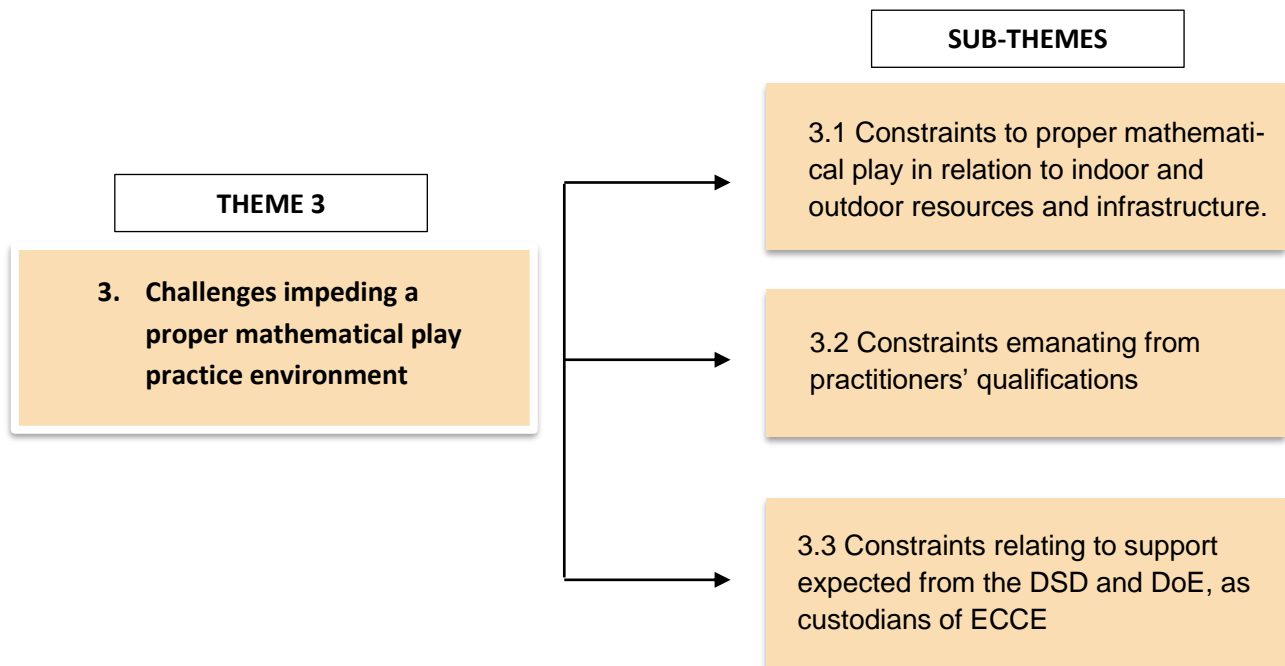 SUB-THEMES
THEME 3
3. Challenges impeding a
proper mathematical play
practice environment
3.1 Constraints to proper mathemati-
cal play in relation to indoor and
outdoor resources and infrastructure.
3.2 Constraints emanating from
practitioners’ qualifications
3.3 Constraints relating to support
expected from the DSD and DoE, as
custodians of ECCE